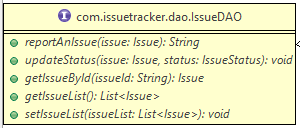 I com.issuetracker.dao.IssueDAO
reportAnIssue(issue: Issue): String
updateStatus(issue: Issue, status: IssueStatus): void
getIssueById(issueId: String): Issue
getIssueList(): List<Issue>
setIssueList(issueList: List<Issue>): void